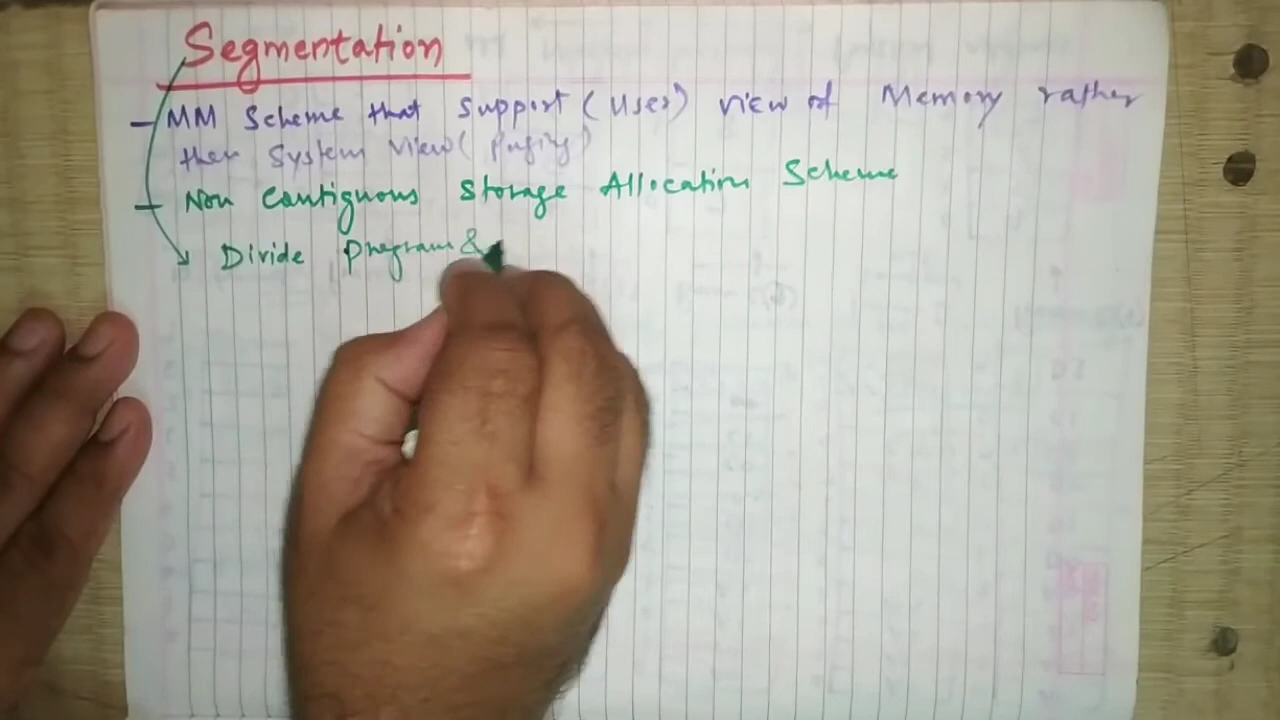 Segmentation
- MM Scheme that support (user) view of Memory rather
then System view (paging)
- Non Contiguous Storage Allocation Scheme
Divide program &